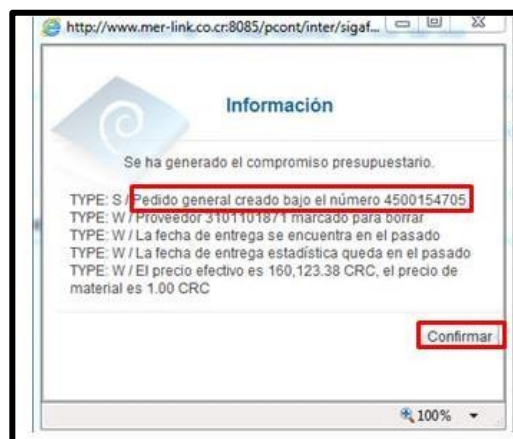 http://www.mer-link.co.cr:8085/pcont/inter/sigaf...
Información
Se ha generado el compromiso presupuestario.
TYPE: S / Pedido general creado bajo el número 4500154705
TYPE: W / Proveedor 3101101871 marcado para borrar
TYPE: W / La fecha de entrega se encuentra en el pasado
TYPE: W / La fecha de entrega estadística queda en el pasado
TYPE: W / El precio efectivo es 160,123.38 CRC, el precio de
material es 1.00 CRC
Confirmar
100%